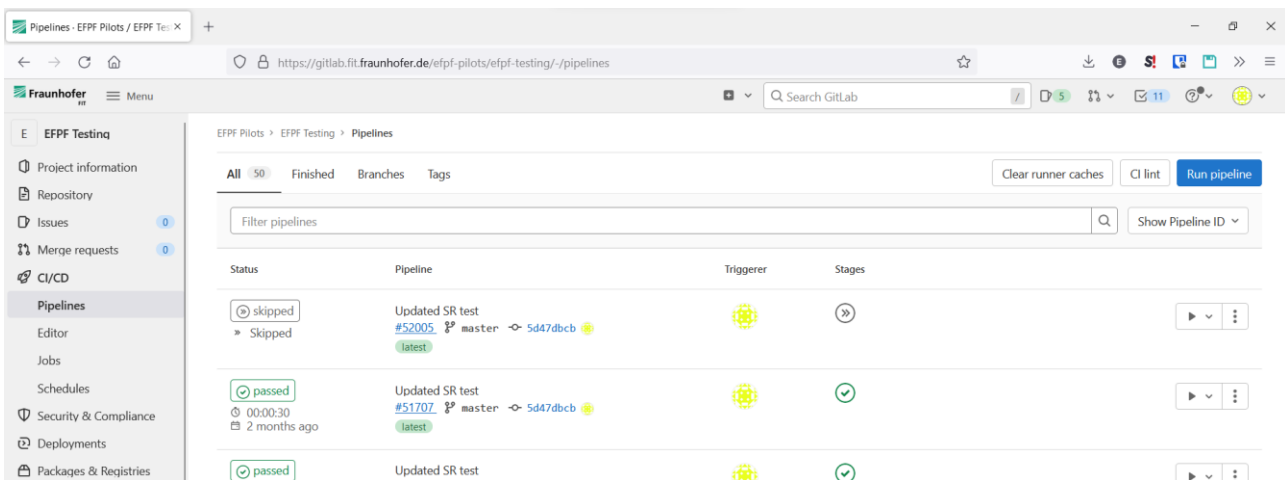 Pipelines · EFPF Pilots / EFPF Tes
https://gitlab.fit.fraunhofer.de/efpf-pilots/efpf-testing/-/pipelines
E S!
Fraunhofer
FIT
Menu
Search GitLab
/
5
11
E EFPF Testing
Project information
Repository
Issues 0
Merge requests 0
CI/CD
Pipelines
Editor
Jobs
Schedules
Security & Compliance
Deployments
Packages & Registries
EFPF Pilots > EFPF Testing > Pipelines
All 50 Finished Branches Tags
Clear runner caches CI lint Run pipeline
Filter pipelines
Show Pipeline ID
Status Pipeline Triggerer Stages
skipped Updated SR test
Skipped #52005 master 5d47dbcb
latest
passed Updated SR test
00:00:30 #51707 master 5d47dbcb
2 months ago latest
passed Updated SR test